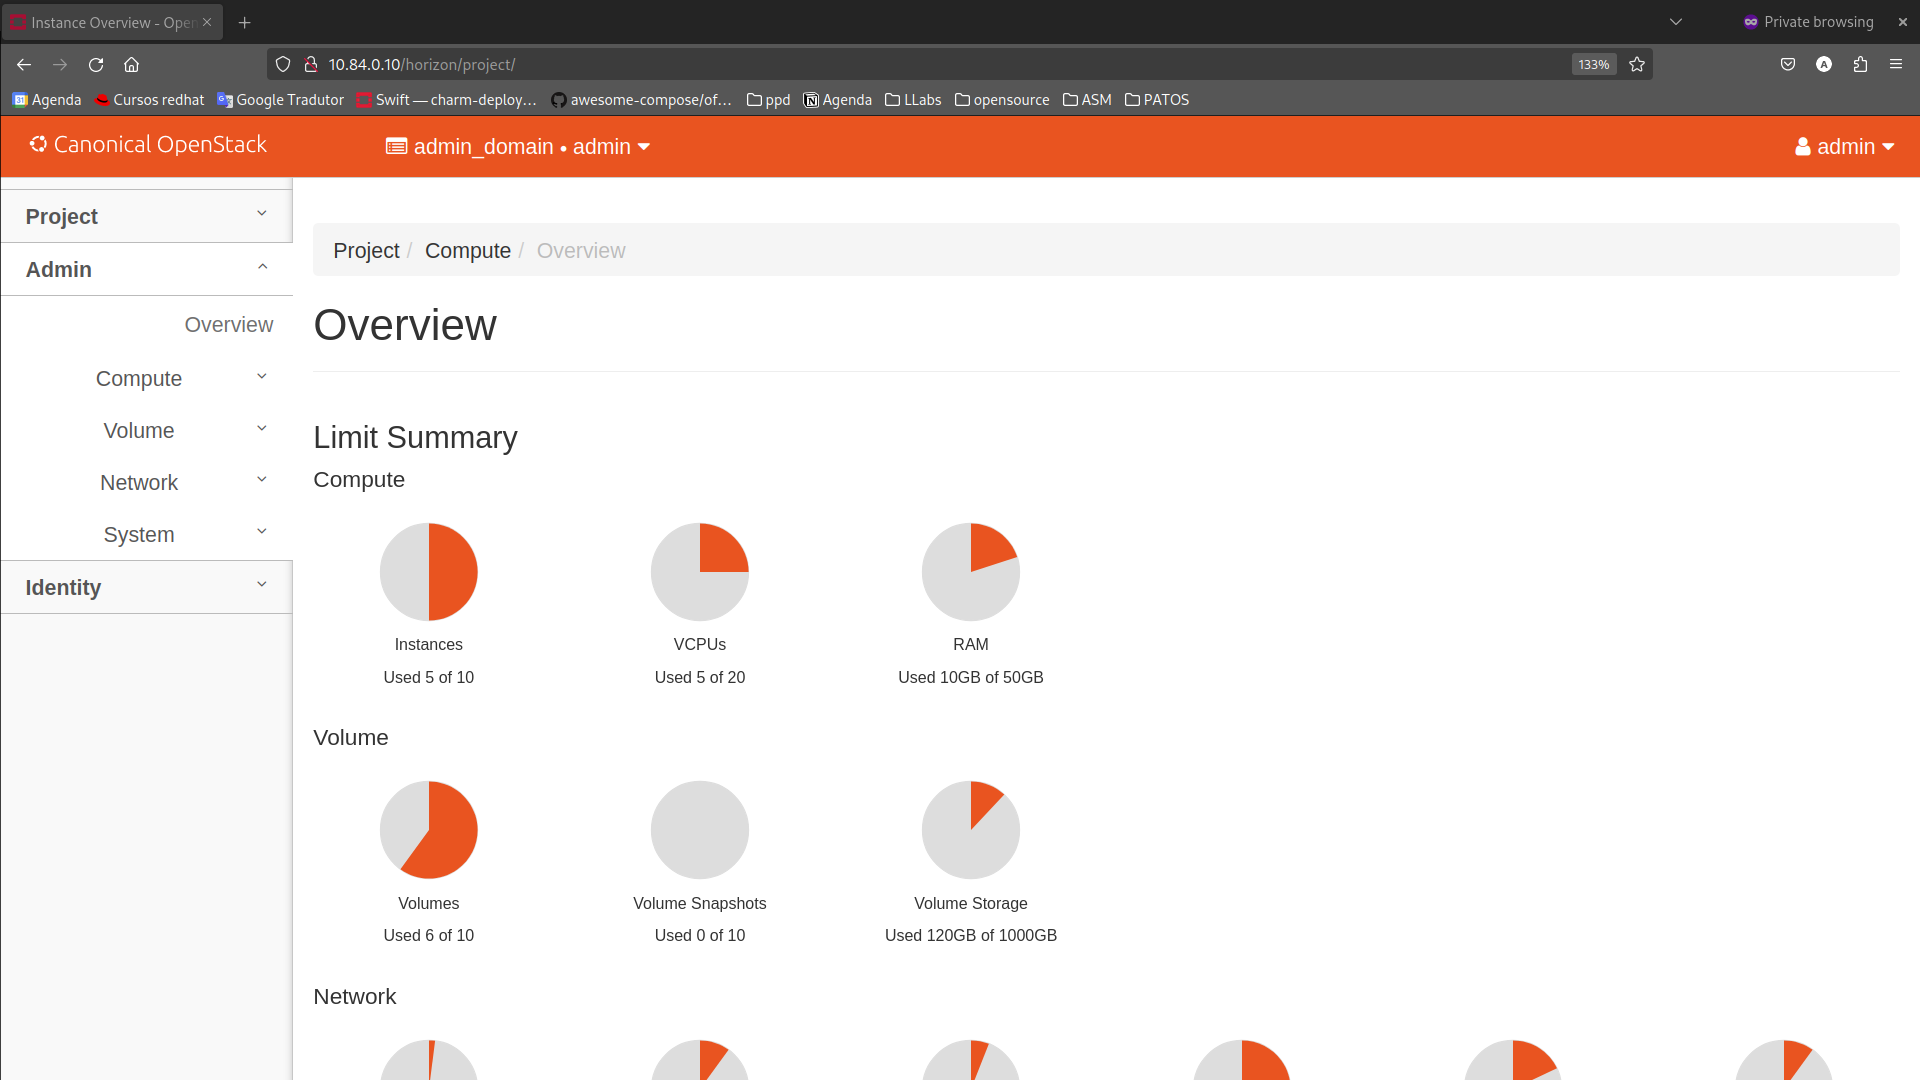 Instance Overview - Open
Private browsing
10.84.0.10/horizon/project/
133%
Agenda
Cursos redhat
Google Tradutor
Swift — charm-deploy…
awesome-compose/of…
ppd
Agenda
LLabs
opensource
ASM
PATOS
Canonical OpenStack
admin_domain • admin
admin
Project
Admin
Overview
Compute
Volume
Network
System
Identity
Project / Compute / Overview
Overview
Limit Summary
Compute
Instances
Used 5 of 10
VCPUs
Used 5 of 20
RAM
Used 10GB of 50GB
Volume
Volumes
Used 6 of 10
Volume Snapshots
Used 0 of 10
Volume Storage
Used 120GB of 1000GB
Network